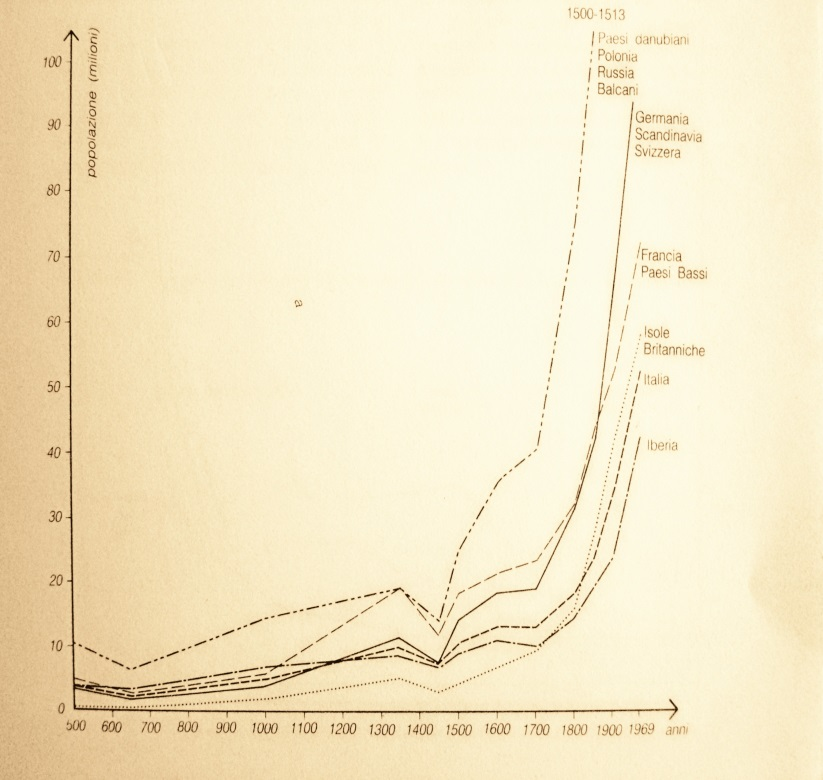 1500-1513
popolazione (milioni)
100
90
80
70
60
50
40
30
20
10
0
Paesi danubiani
Polonia
Russia
Balcani
Germania
Scandinavia
Svizzera
Francia
Paesi Bassi
Isole
Britanniche
Italia
Iberia
a
500 600 700 800 900 1000 1100 1200 1300 1400 1500 1600 1700 1800 1900 1969 anni